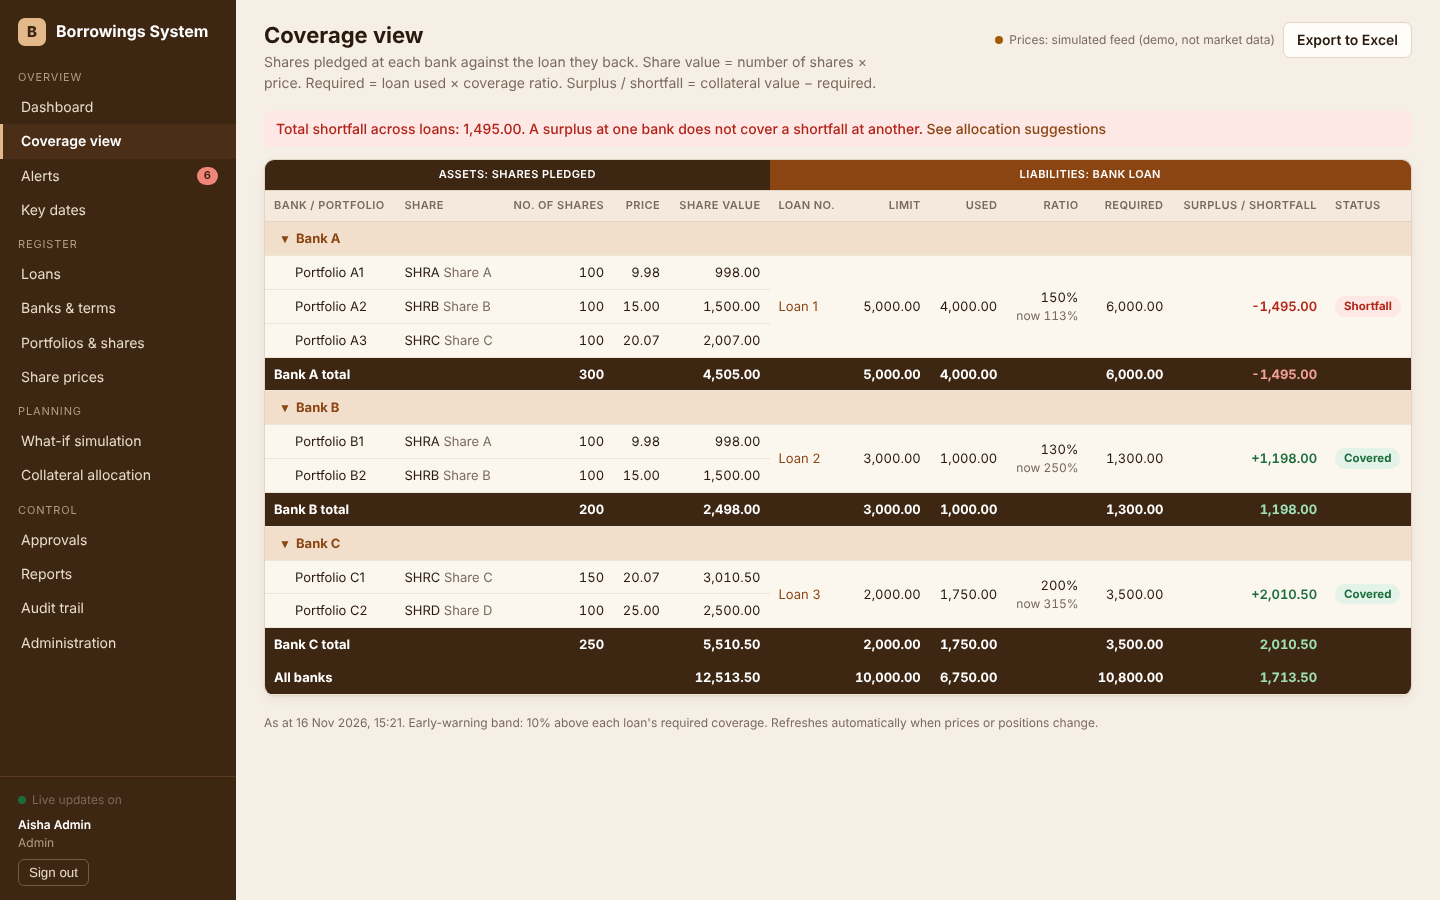 B Borrowings System
OVERVIEW
Dashboard
Coverage view
Alerts 6
Key dates
REGISTER
Loans
Banks & terms
Portfolios & shares
Share prices
PLANNING
What-if simulation
Collateral allocation
CONTROL
Approvals
Reports
Audit trail
Administration
Live updates on
Aisha Admin
Admin
Sign out
Coverage view
Shares pledged at each bank against the loan they back. Share value = number of shares ×
price. Required = loan used × coverage ratio. Surplus / shortfall = collateral value − required.
Prices: simulated feed (demo, not market data)
Export to Excel
Total shortfall across loans: 1,495.00. A surplus at one bank does not cover a shortfall at another. See allocation suggestions
ASSETS: SHARES PLEDGED LIABILITIES: BANK LOAN
BANK / PORTFOLIO SHARE NO. OF SHARES PRICE SHARE VALUE LOAN NO. LIMIT USED RATIO REQUIRED SURPLUS / SHORTFALL STATUS
▼ Bank A
Portfolio A1 SHRA Share A 100 9.98 998.00
Portfolio A2 SHRB Share B 100 15.00 1,500.00
Portfolio A3 SHRC Share C 100 20.07 2,007.00
Loan 1 5,000.00 4,000.00 150% 6,000.00 -1,495.00 Shortfall
now 113%
Bank A total 300 4,505.00 5,000.00 4,000.00 6,000.00 -1,495.00
▼ Bank B
Portfolio B1 SHRA Share A 100 9.98 998.00
Portfolio B2 SHRB Share B 100 15.00 1,500.00
Loan 2 3,000.00 1,000.00 130% 1,300.00 +1,198.00 Covered
now 250%
Bank B total 200 2,498.00 3,000.00 1,000.00 1,300.00 1,198.00
▼ Bank C
Portfolio C1 SHRC Share C 150 20.07 3,010.50
Portfolio C2 SHRD Share D 100 25.00 2,500.00
Loan 3 2,000.00 1,750.00 200% 3,500.00 +2,010.50 Covered
now 315%
Bank C total 250 5,510.50 2,000.00 1,750.00 3,500.00 2,010.50
All banks 12,513.50 10,000.00 6,750.00 10,800.00 1,713.50
As at 16 Nov 2026, 15:21. Early-warning band: 10% above each loan's required coverage. Refreshes automatically when prices or positions change.